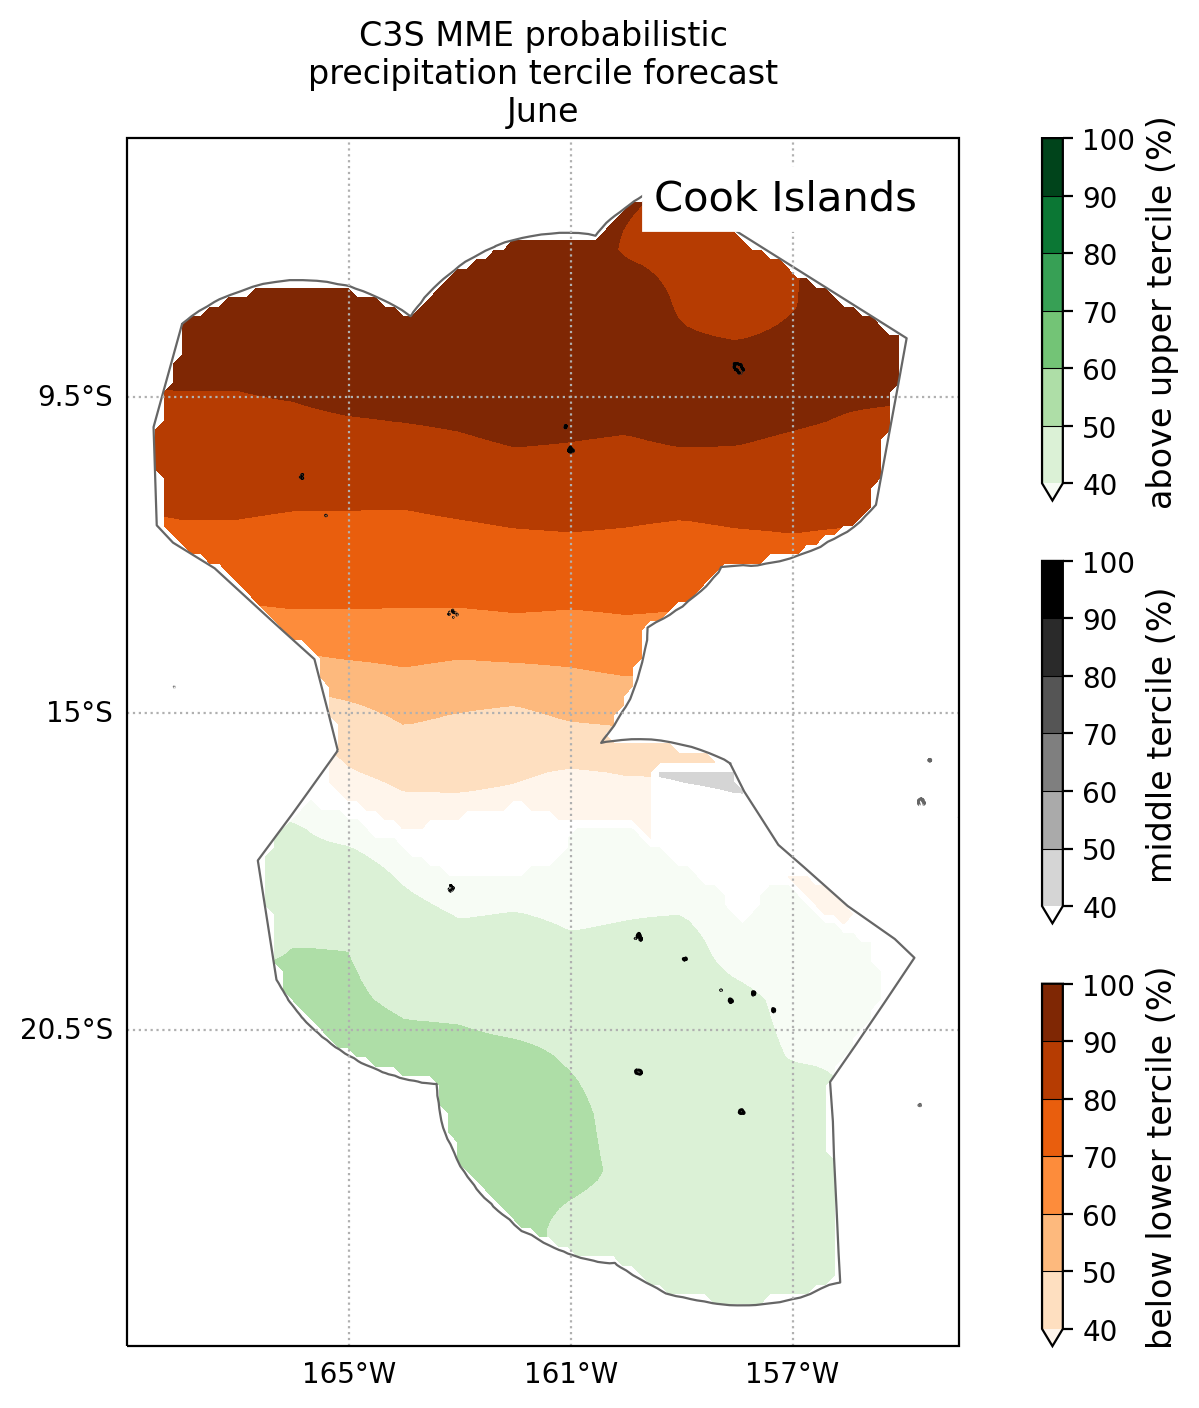 C3S MME probabilistic
precipitation tercile forecast
June
Cook Islands
9.5°S
15°S
20.5°S
165°W
161°W
157°W
100
90
80
70
60
50
40
above upper tercile (%)
100
90
80
70
60
50
40
middle tercile (%)
100
90
80
70
60
50
40
below lower tercile (%)